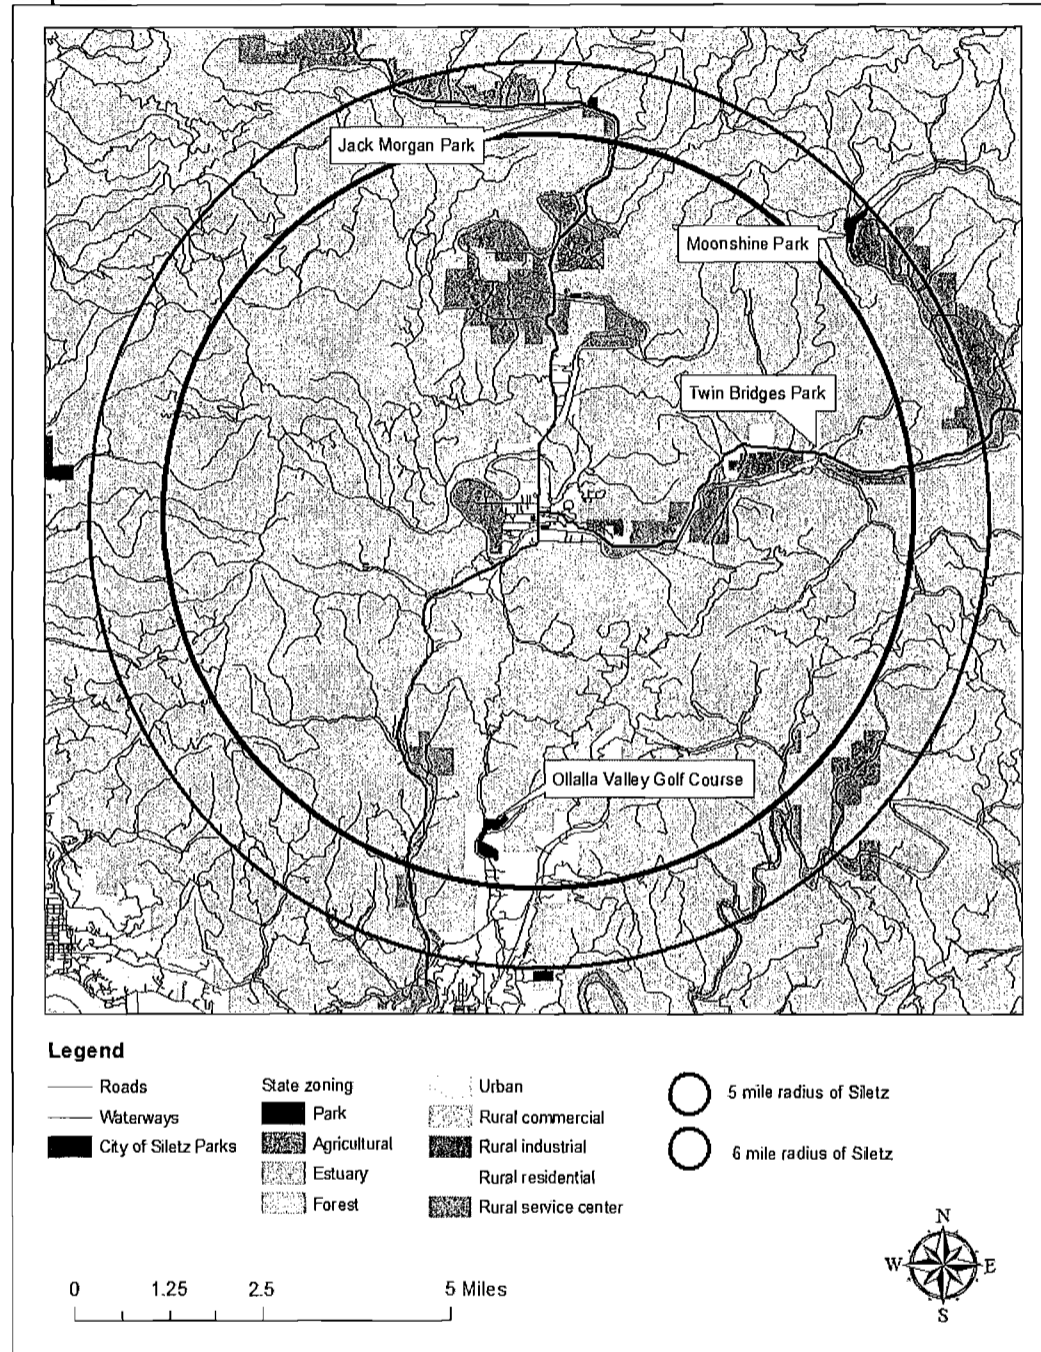 Jack Morgan Park
Moonshine Park
Twin Bridges Park
Ollalla Valley Golf Course
Legend
Roads
Waterways
City of Siletz Parks
State zoning
Park
Agricultural
Estuary
Forest
Urban
Rural commercial
Rural industrial
Rural residential
Rural service center
5 mile radius of Siletz
6 mile radius of Siletz
N
W E
S
0 1.25 2.5 5 Miles